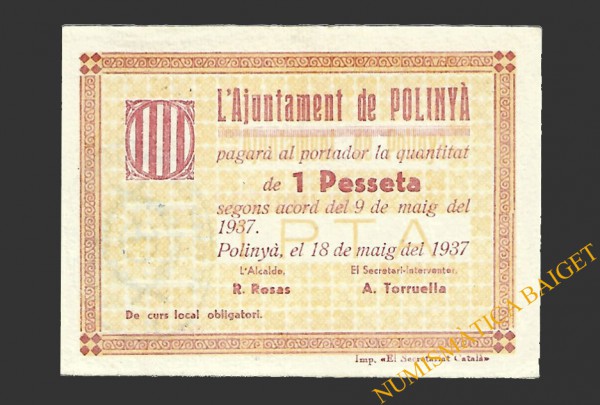 L'Ajuntament de POLINYÀ
pagarà al portador la quantitat
de 1 Pesseta
segons acord del 9 de maig del
1937.
PTA
Polinyà, el 18 de maig del 1937
L'Alcalde, El Secretari-Interventor,
R. Rosas A. Torruella
De curs local obligatori.
Imp. «El Secretariat Català»
NUMISMÀTICA BAIGET